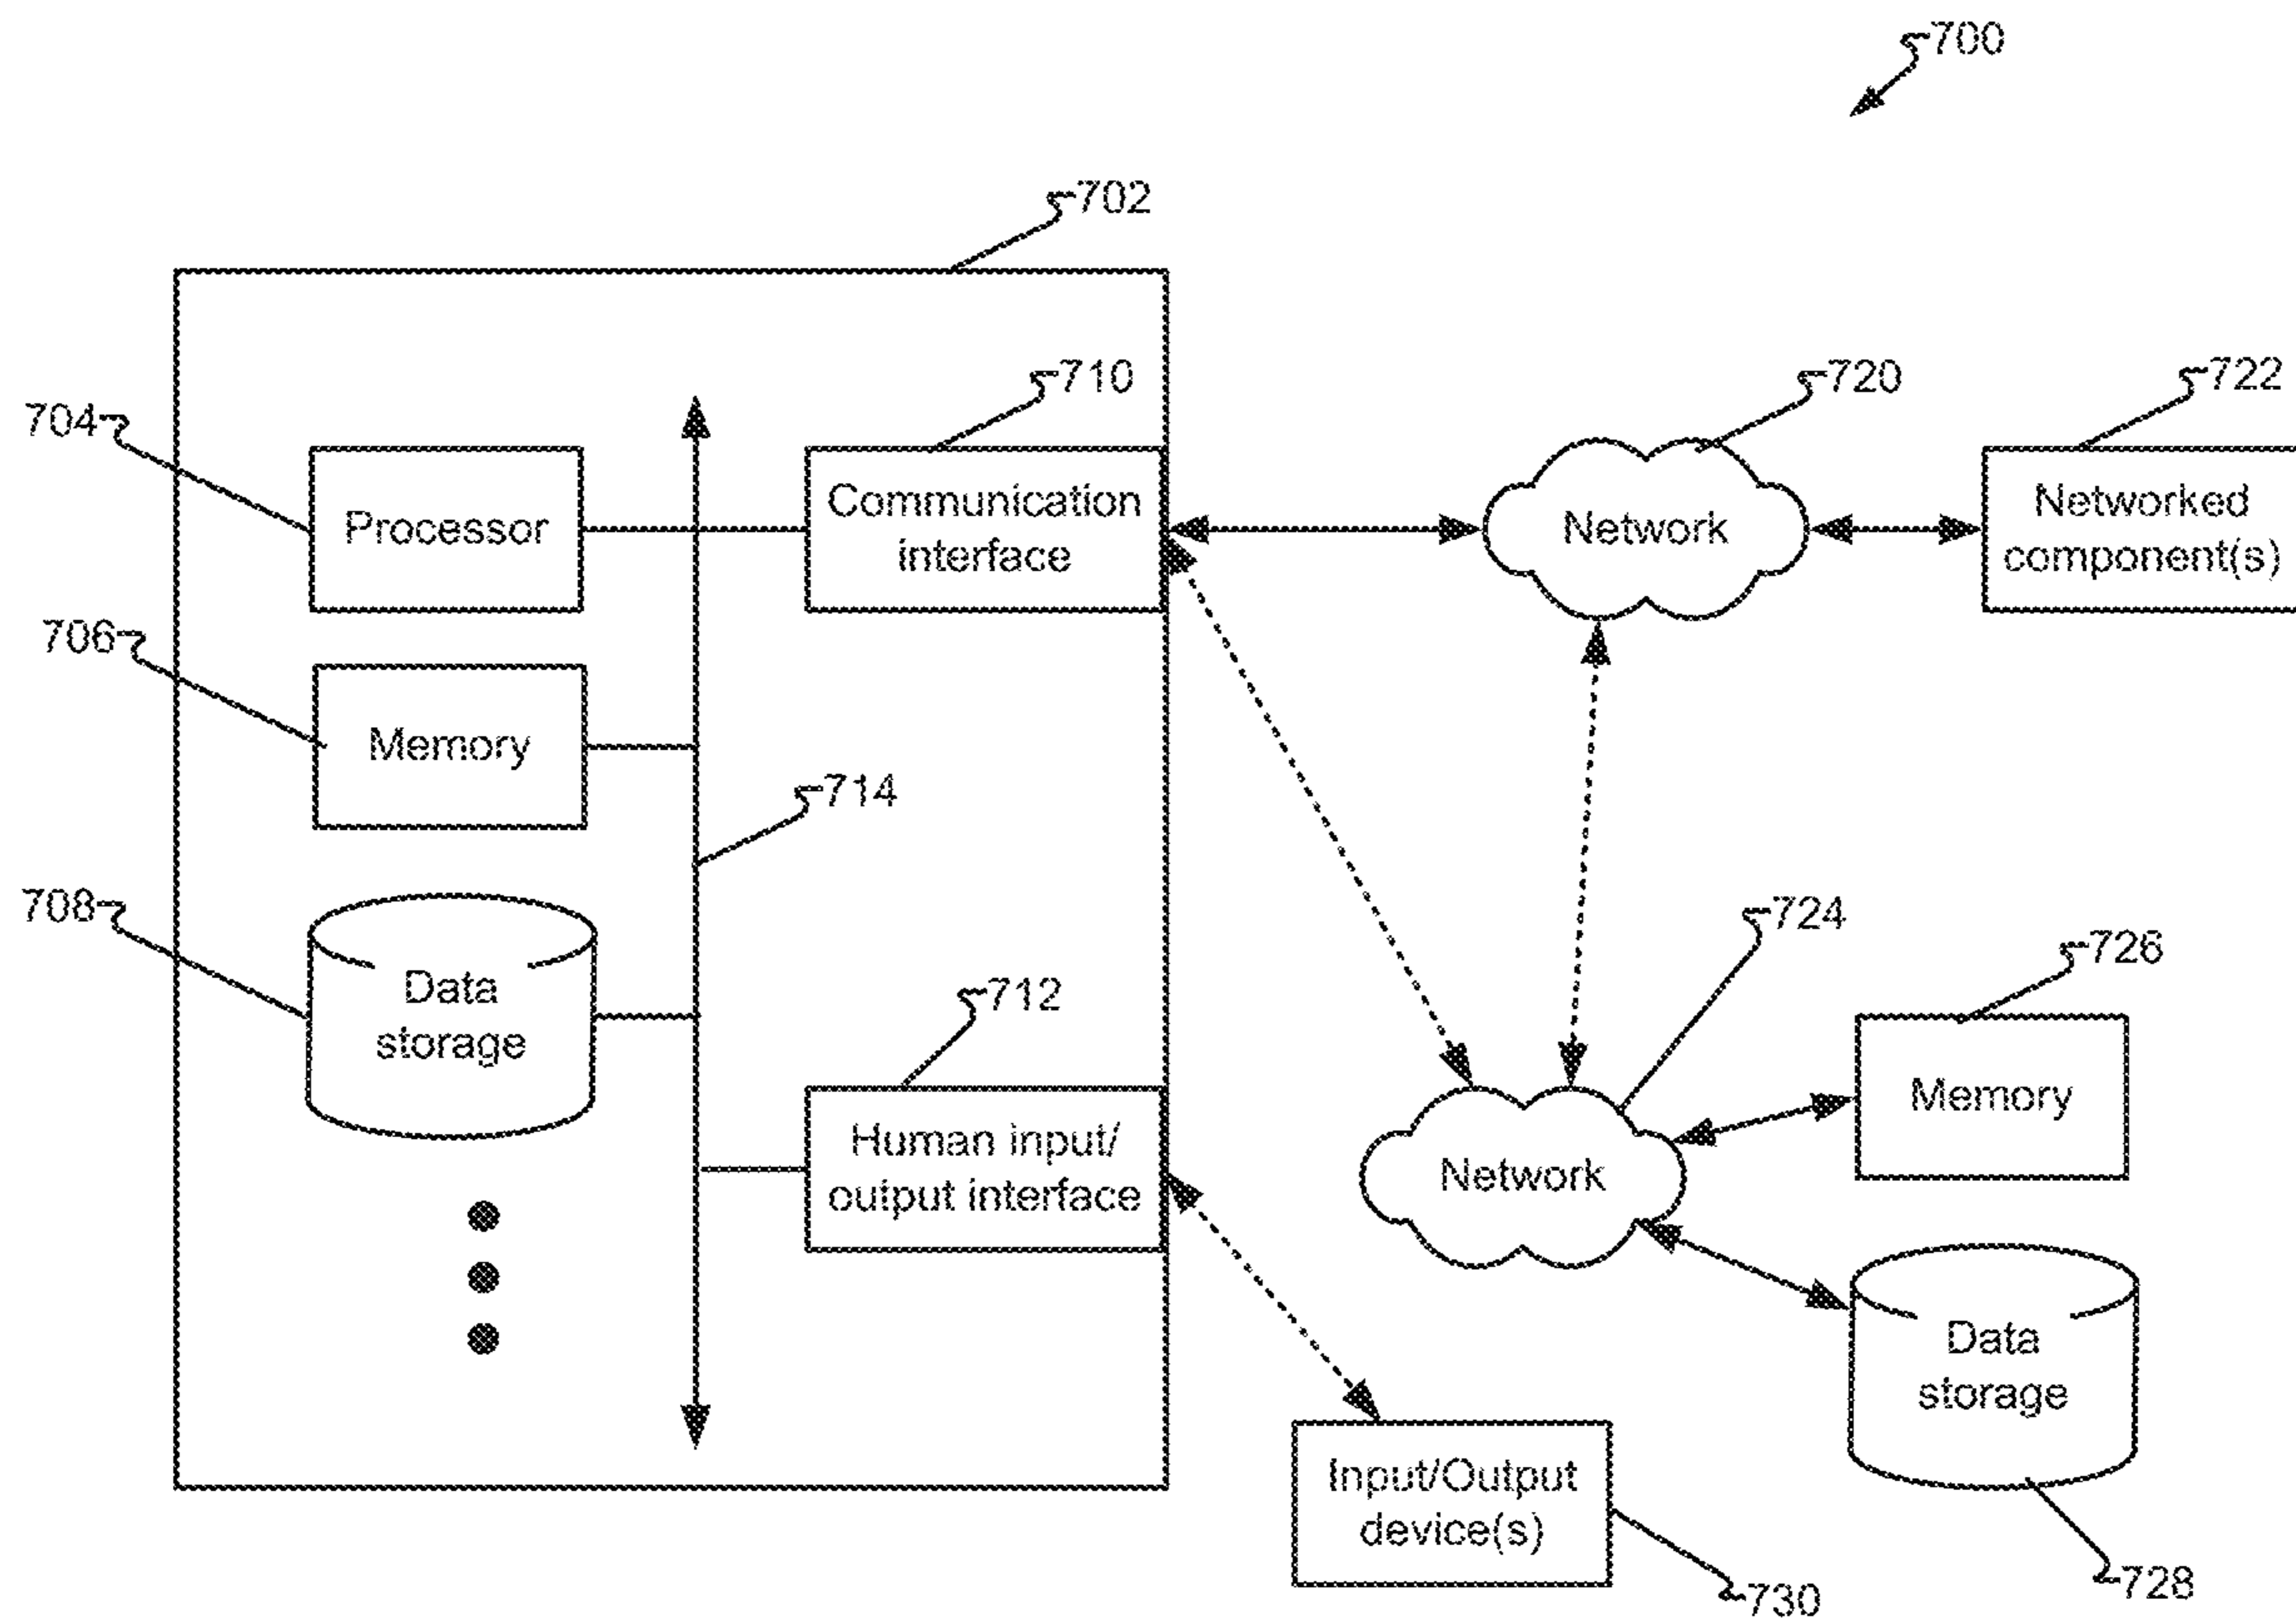 700
702
710
720
722
704
Processor
Communication
interface
Network
Networked
component(s)
706
Memory
714
708
Data
storage
712
724
726
Human input/
output interface
Network
Memory
Data
storage
Input/Output
device(s)
730
728